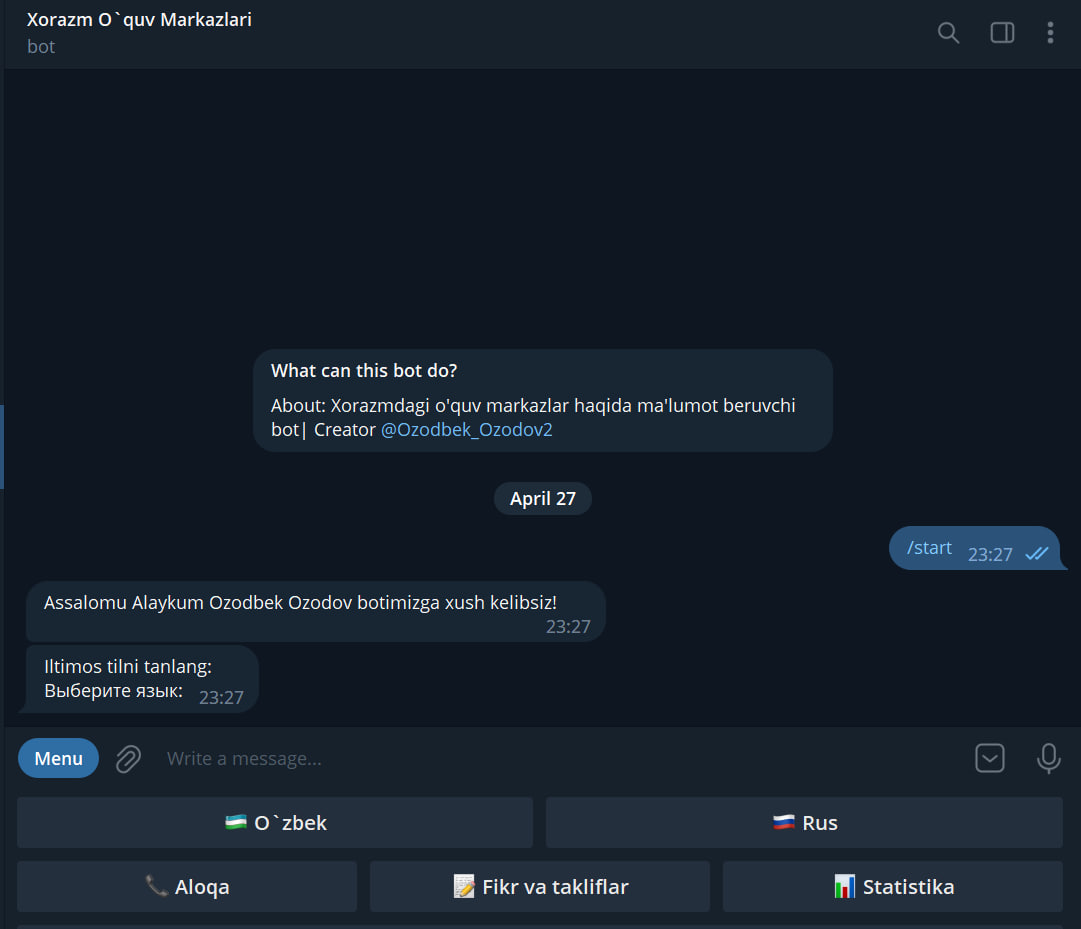 Xorazm O`quv Markazlari
bot
What can this bot do?
About: Xorazmdagi o'quv markazlar haqida ma'lumot beruvchi
bot| Creator @Ozodbek_Ozodov2
April 27
/start 23:27
Assalomu Alaykum Ozodbek Ozodov botimizga xush kelibsiz!
23:27
Iltimos tilni tanlang:
Выберите язык: 23:27
Menu Write a message...
O`zbek Rus
Aloqa Fikr va takliflar Statistika